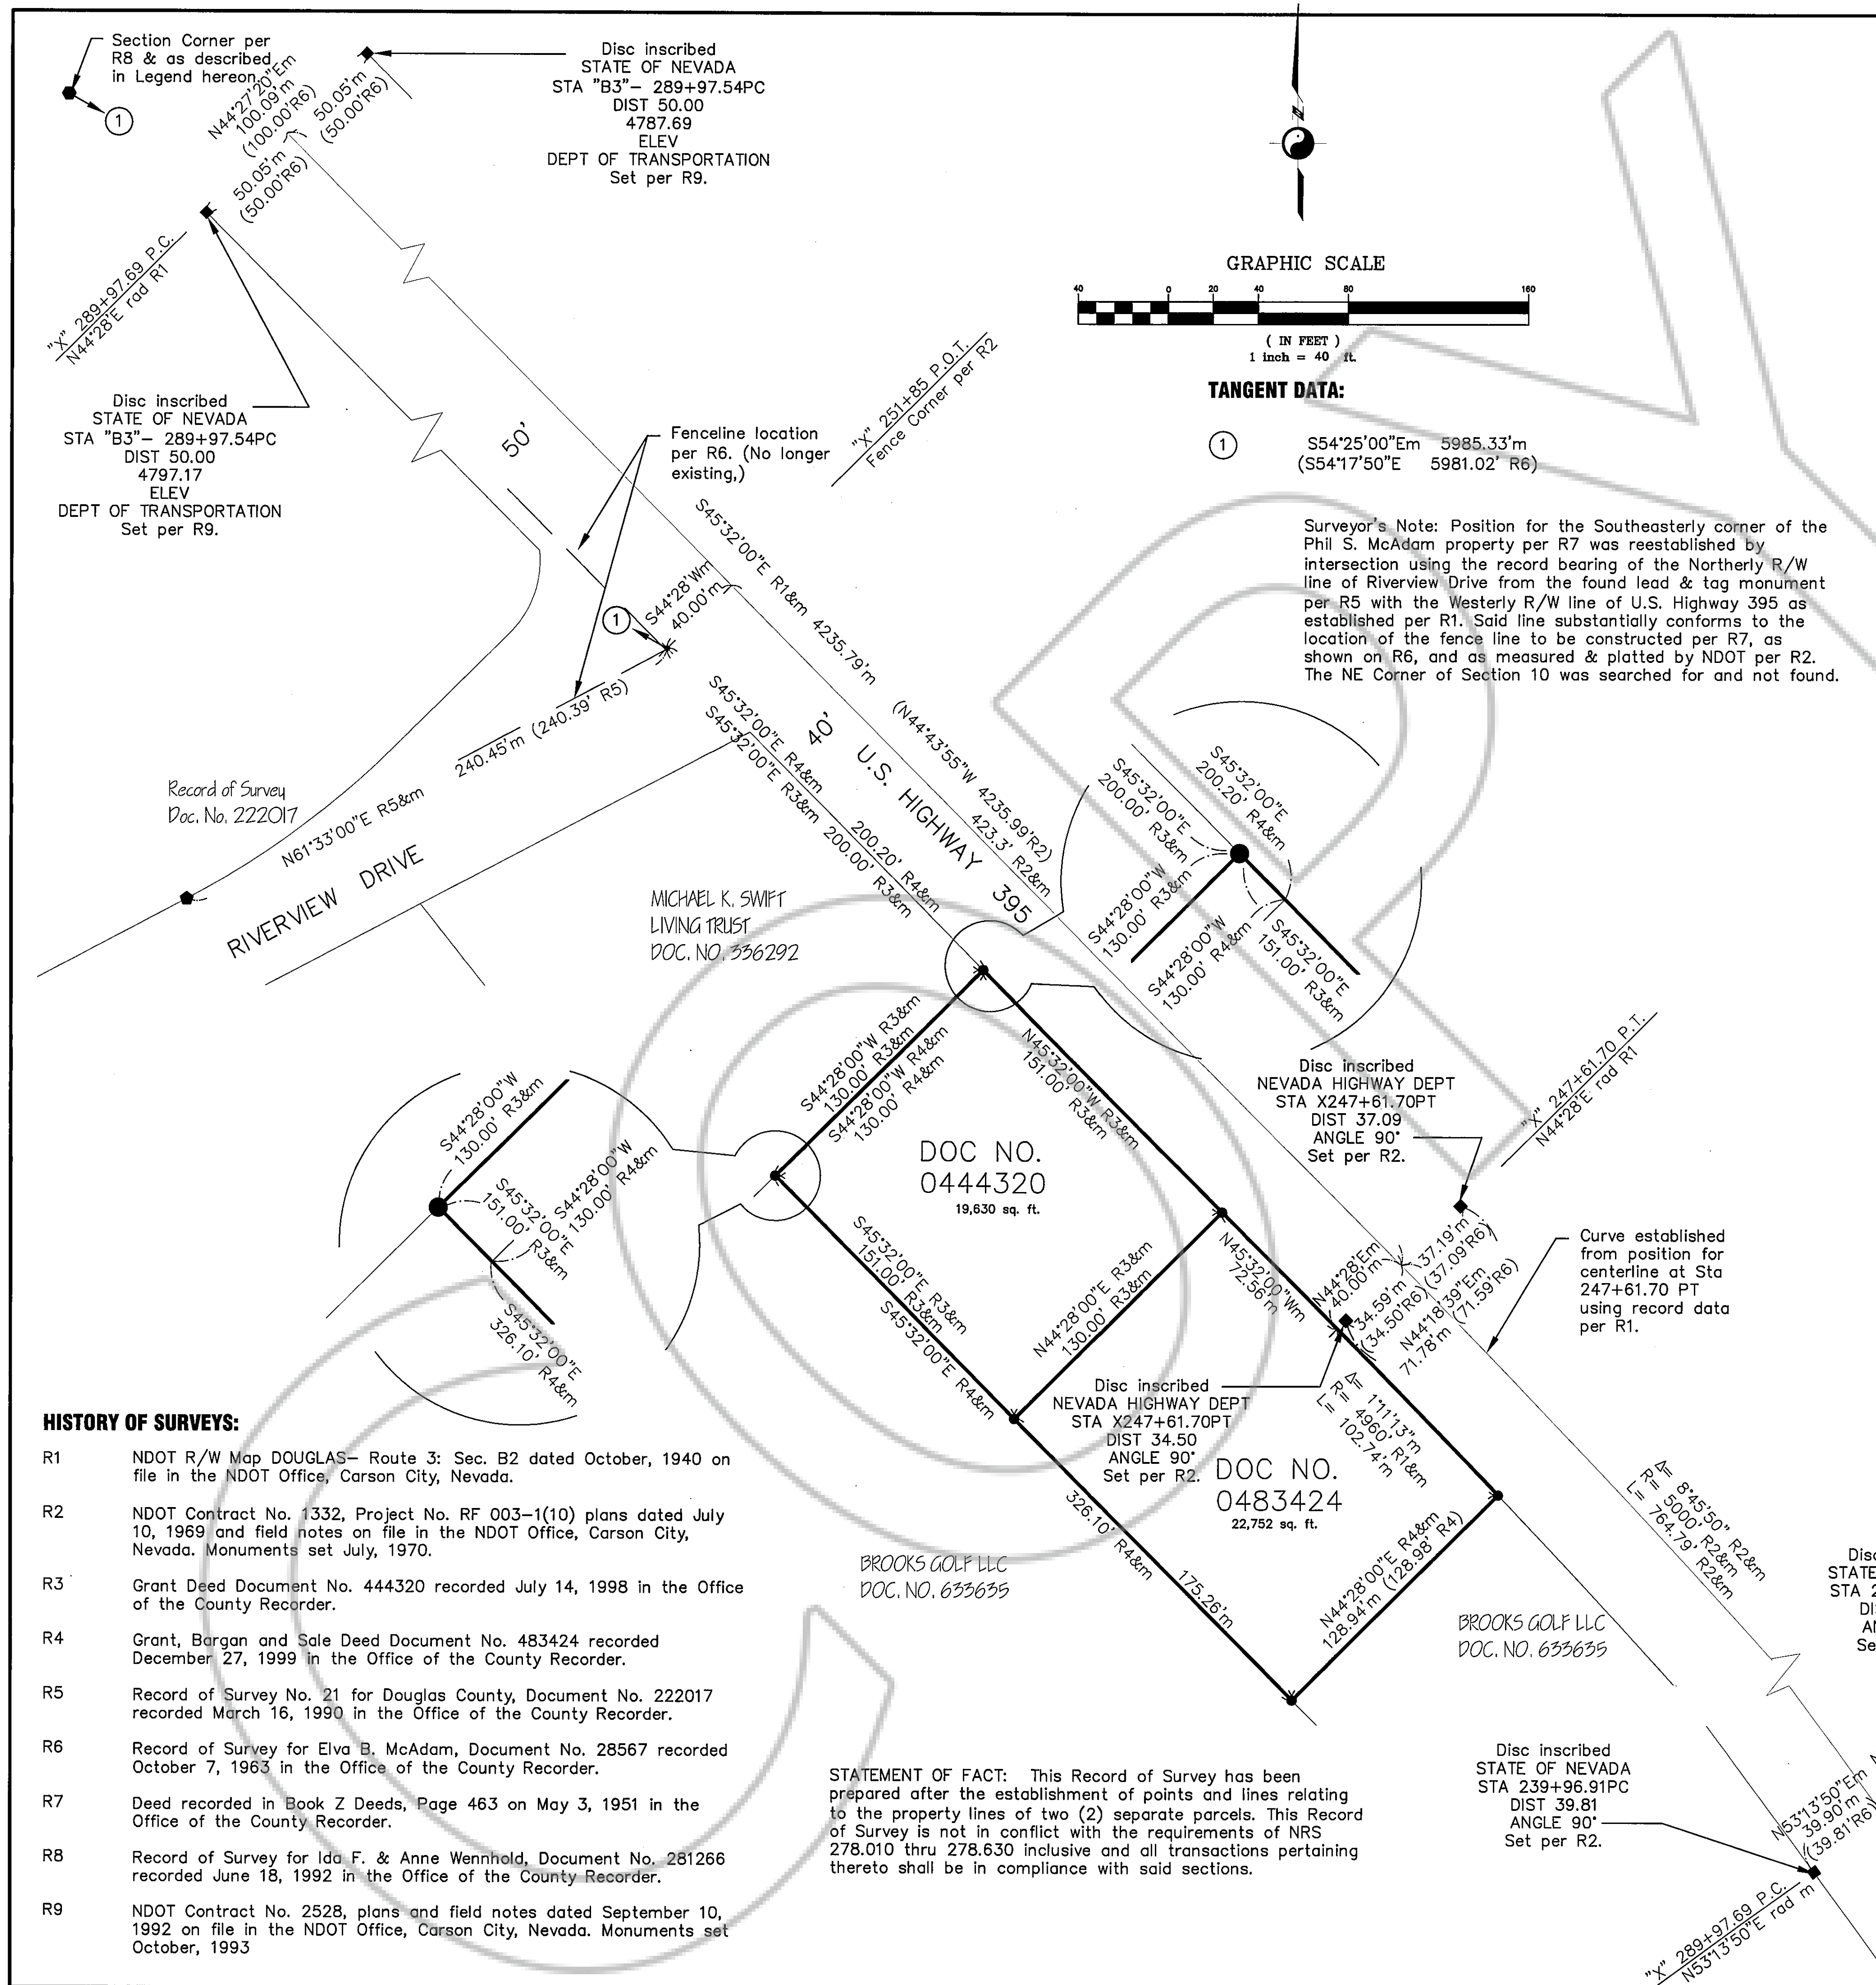 Section Corner per
R8 & as described
in Legend hereon.
1
N44°27'20"Em
100.09'm
(100.00'R6)
50.05'm
(50.00'R6)
50.05'm
(50.00'R6)
Disc inscribed
STATE OF NEVADA
STA "B3"– 289+97.54PC
DIST 50.00
4787.69
ELEV
DEPT OF TRANSPORTATION
Set per R9.
"X" 289+97.69 P.C.
N44°28'E rad R1
Disc inscribed
STATE OF NEVADA
STA "B3"– 289+97.54PC
DIST 50.00
4797.17
ELEV
DEPT OF TRANSPORTATION
Set per R9.
N
GRAPHIC SCALE
40 0 20 40 80 160
( IN FEET )
1 inch = 40 ft.
TANGENT DATA:
1 S54°25'00"Em 5985.33'm
(S54°17'50"E 5981.02' R6)
50'
Fenceline location
per R6. (No longer
existing,)
"X" 251+85 P.O.T.
Fence Corner per R2
Surveyor's Note: Position for the Southeasterly corner of the
Phil S. McAdam property per R7 was reestablished by
intersection using the record bearing of the Northerly R/W
line of Riverview Drive from the found lead & tag monument
per R5 with the Westerly R/W line of U.S. Highway 395 as
established per R1. Said line substantially conforms to the
location of the fence line to be constructed per R7, as
shown on R6, and as measured & platted by NDOT per R2.
The NE Corner of Section 10 was searched for and not found.
S45°32'00"E R1&m 4235.79'm
(N44°43'55"W 4235.99'R2)
423.3' R2&m
S44°28'Wm
40.00'm
1
240.45'm (240.39' R5)
N61°33'00"E R5&m
Record of Survey
Doc. No. 222017
RIVERVIEW DRIVE
S45°32'00"E R4&m 200.20' R4&m
S45°32'00"E R3&m 200.00' R3&m
40'
U.S. HIGHWAY 395
MICHAEL K. SWIFT
LIVING TRUST
DOC. NO. 336292
S45°32'00"E
200.00' R3&m
S45°32'00"E
200.20' R4&m
S44°28'00"W
130.00' R3&m
S44°28'00"W
130.00' R4&m
S45°32'00"E
151.00' R3&m
S44°28'00"W R3&m
130.00' R3&m
S44°28'00"W R4&m
130.00' R4&m
N45°32'00"W R3&m
151.00' R3&m
DOC NO.
0444320
19,630 sq. ft.
S44°28'00"W
130.00' R3&m
S45°32'00"E
151.00' R3&m
S44°28'00"W
130.00' R4&m
S45°32'00"E
326.10' R4&m
S45°32'00"E R3&m
151.00' R3&m
S45°32'00"E R4&m
N44°28'00"E R3&m
130.00' R3&m
Disc inscribed
NEVADA HIGHWAY DEPT
STA X247+61.70PT
DIST 37.09
ANGLE 90°
Set per R2.
"X" 247+61.70 P.T.
N44°28'E rad R1
N45°32'00"Wm
72.56'm
N44°28'Em
40.00'm
37.19'm
(37.09'R6)
34.59'm
(34.50'R6)
N44°18'39"Em
71.78'm (71.59'R6)
Curve established
from position for
centerline at Sta
247+61.70 PT
using record data
per R1.
Disc inscribed
NEVADA HIGHWAY DEPT
STA X247+61.70PT
DIST 34.50
ANGLE 90°
Set per R2.
Δ= 1°11'13"m
R= 4960' R1&m
L= 102.74'm
DOC NO.
0483424
22,752 sq. ft.
326.10' R4&m
175.26'm
N44°28'00"E R4&m
128.94'm (128.98' R4)
Δ= 8°45'50" R2&m
R= 5000' R2&m
L= 764.79' R2&m
BROOKS GOLF LLC
DOC. NO. 633635
BROOKS GOLF LLC
DOC. NO. 633635
Disc
STATE
STA 2
DI
AN
Se
HISTORY OF SURVEYS:
R1 NDOT R/W Map DOUGLAS– Route 3: Sec. B2 dated October, 1940 on
file in the NDOT Office, Carson City, Nevada.
R2 NDOT Contract No. 1332, Project No. RF 003–1(10) plans dated July
10, 1969 and field notes on file in the NDOT Office, Carson City,
Nevada. Monuments set July, 1970.
R3 Grant Deed Document No. 444320 recorded July 14, 1998 in the Office
of the County Recorder.
R4 Grant, Bargan and Sale Deed Document No. 483424 recorded
December 27, 1999 in the Office of the County Recorder.
R5 Record of Survey No. 21 for Douglas County, Document No. 222017
recorded March 16, 1990 in the Office of the County Recorder.
R6 Record of Survey for Elva B. McAdam, Document No. 28567 recorded
October 7, 1963 in the Office of the County Recorder.
R7 Deed recorded in Book Z Deeds, Page 463 on May 3, 1951 in the
Office of the County Recorder.
R8 Record of Survey for Ida F. & Anne Wennhold, Document No. 281266
recorded June 18, 1992 in the Office of the County Recorder.
R9 NDOT Contract No. 2528, plans and field notes dated September 10,
1992 on file in the NDOT Office, Carson City, Nevada. Monuments set
October, 1993
STATEMENT OF FACT: This Record of Survey has been
prepared after the establishment of points and lines relating
to the property lines of two (2) separate parcels. This Record
of Survey is not in conflict with the requirements of NRS
278.010 thru 278.630 inclusive and all transactions pertaining
thereto shall be in compliance with said sections.
Disc inscribed
STATE OF NEVADA
STA 239+96.91PC
DIST 39.81
ANGLE 90°
Set per R2.
N53°13'50"Em
39.90'm
(39.81'R6)
"X" 289+97.69 P.C.
N53°13'50"E rad m
COPY